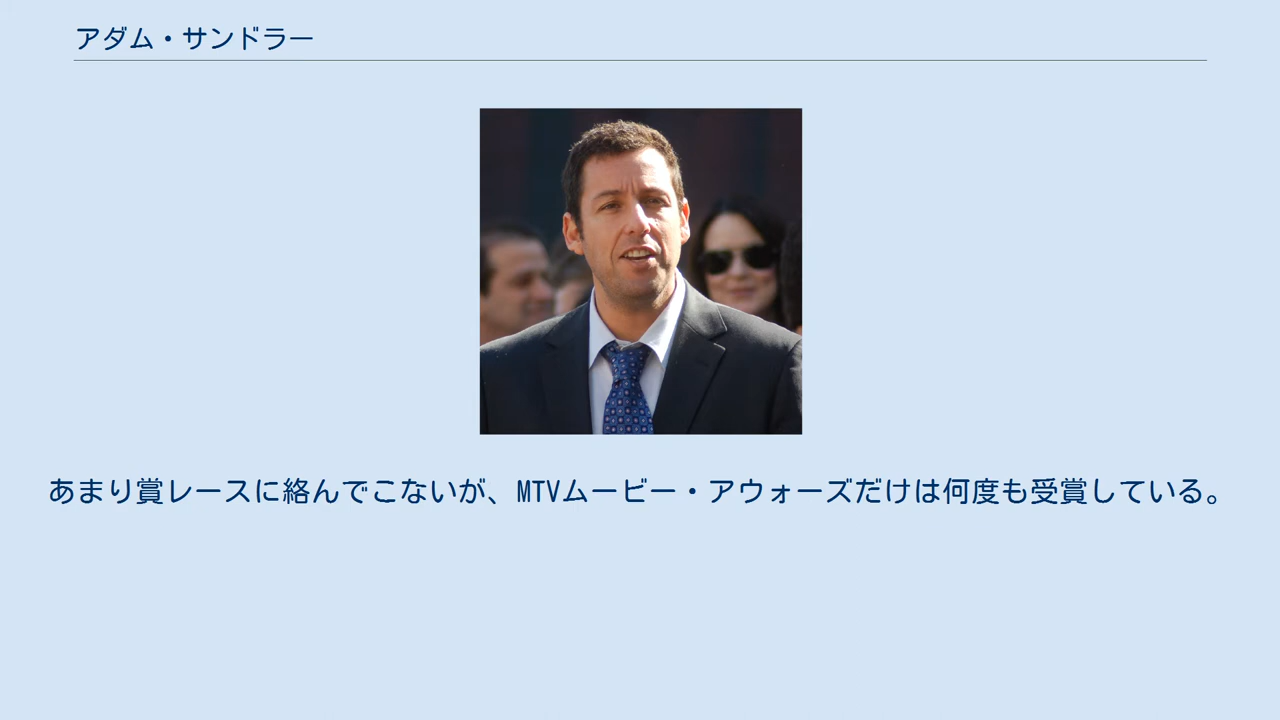 アダム・サンドラー
あまり賞レースに絡んでこないが、MTVムービー・アウォーズだけは何度も受賞している。